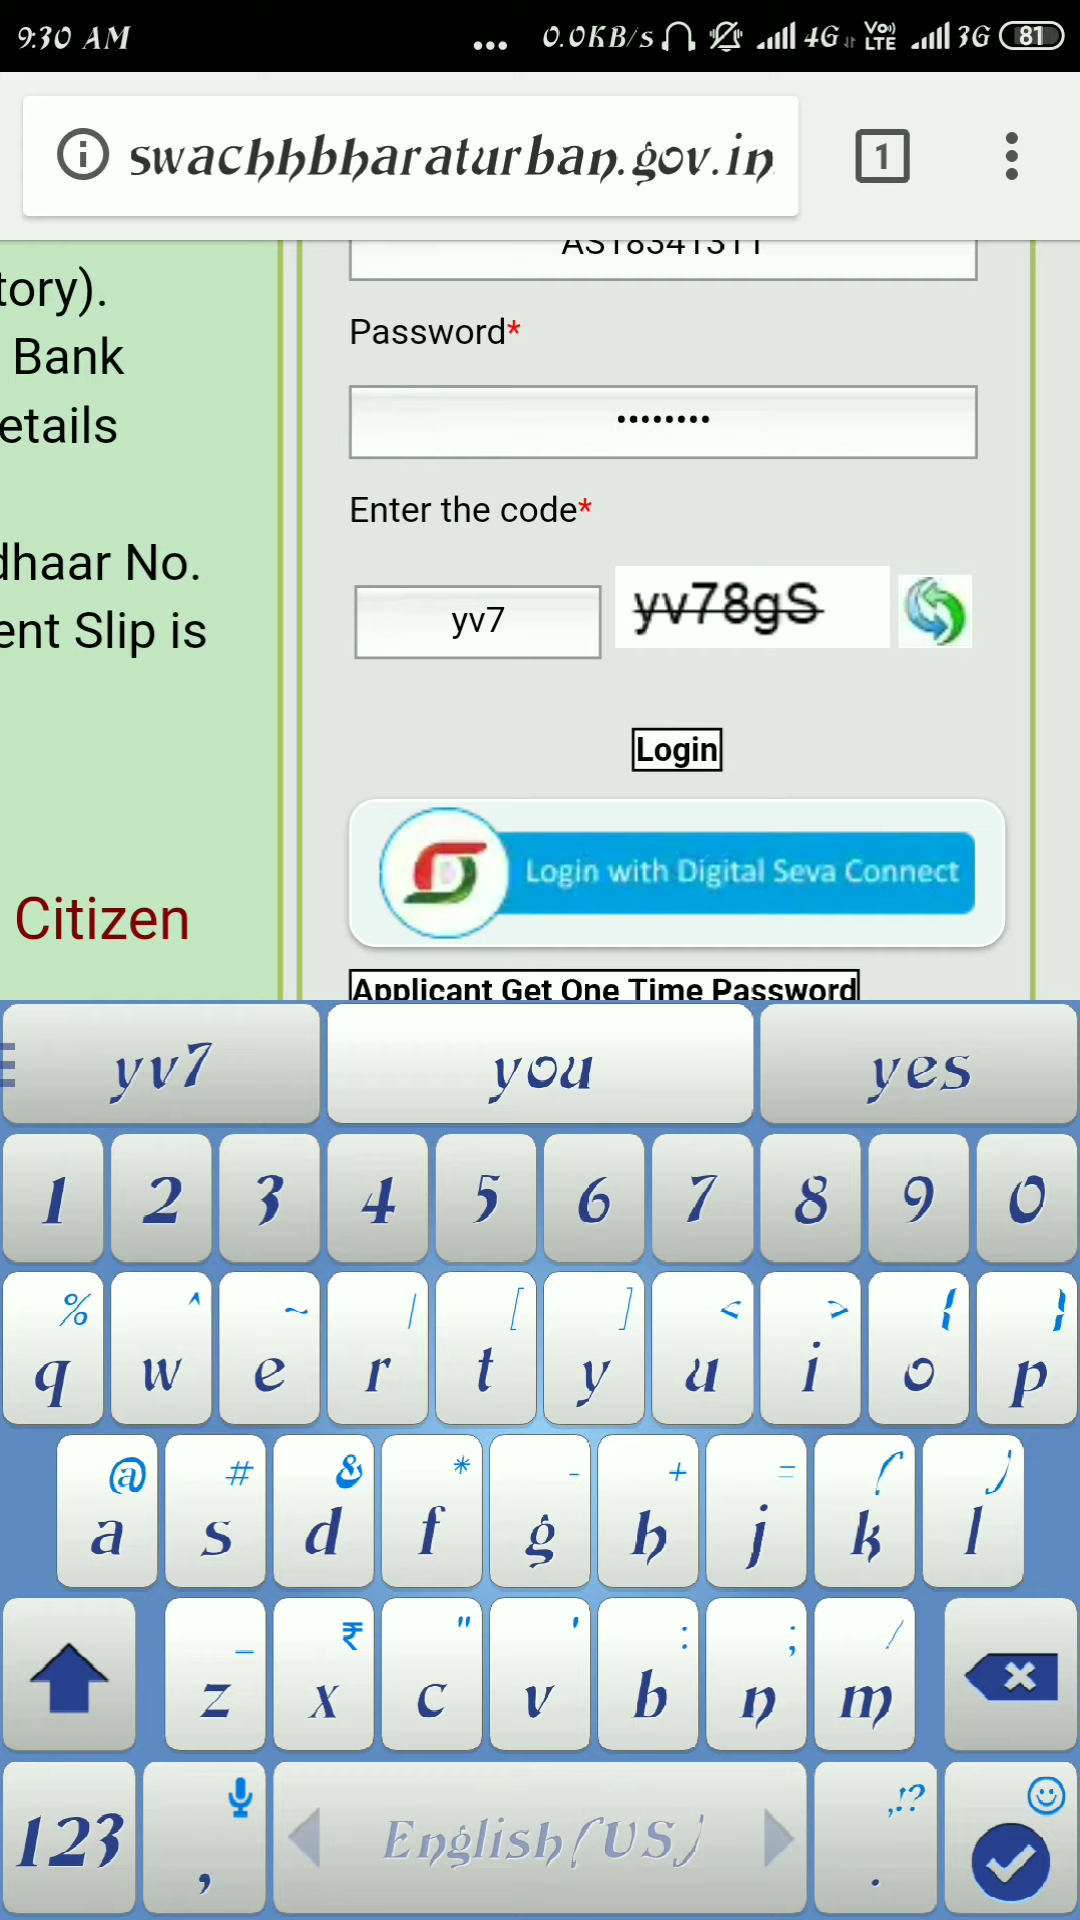 9:30 AM ... 0.0KB/s 4G Vo)) LTE 3G 81
swachhbharaturban.gov.in 1
AS18341311
tory).
Password*
Bank
etails
Enter the code*
dhaar No.
yv7 yv78gS
ent Slip is
Login
Login with Digital Seva Connect
Citizen
Applicant Get One Time Password
yv7 you yes
1 2 3 4 5 6 7 8 9 0
% ^ ~ | [ ] < > { }
q w e r t y u i o p
@ # & * - + = ( )
a s d f g h j k l
_ ₹ " ' : ; /
z x c v b n m
,!?
123 , English(US) .